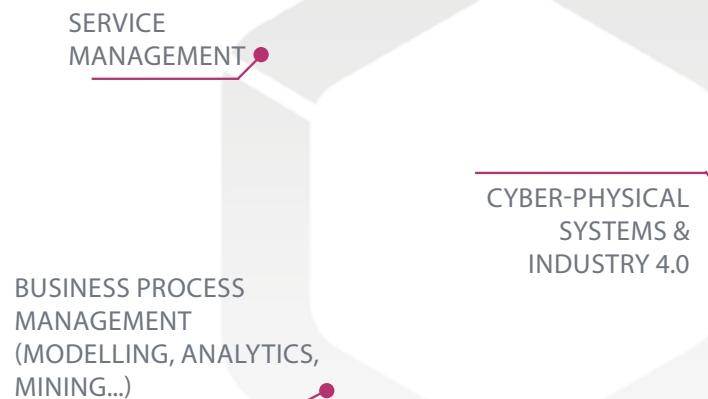 SERVICE
MANAGEMENT
CYBER-PHYSICAL
SYSTEMS &
INDUSTRY 4.0
BUSINESS PROCESS
MANAGEMENT
(MODELLING, ANALYTICS,
MINING...)